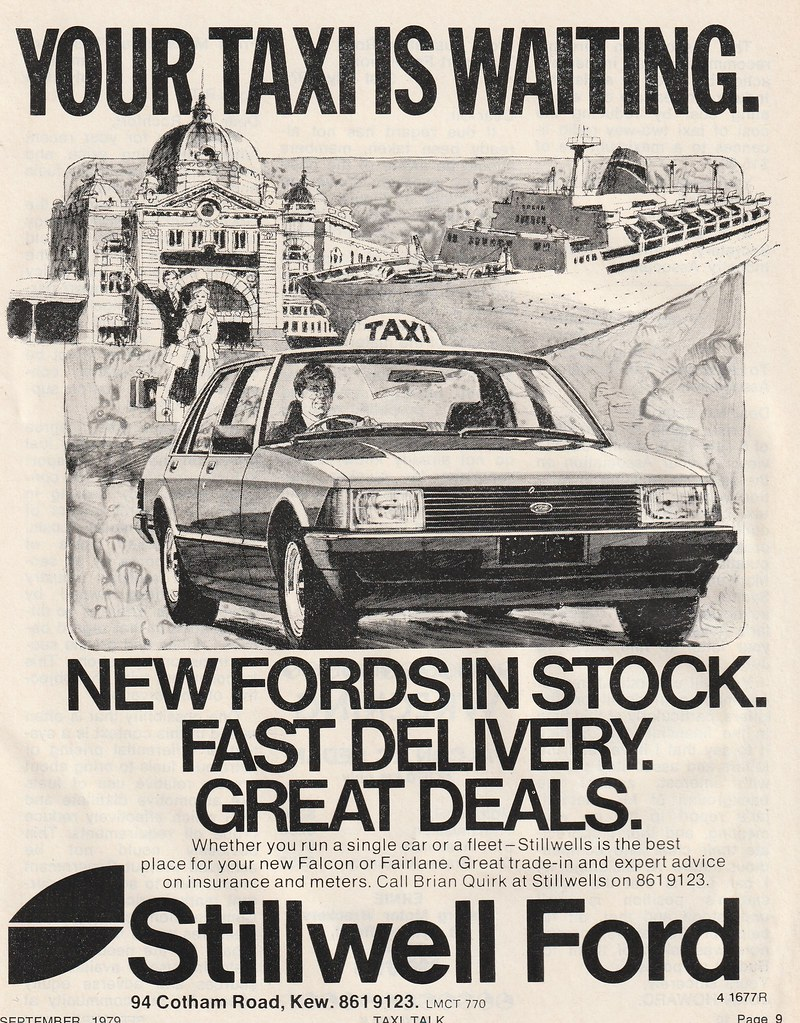 YOUR TAXI IS WAITING.
TAXI
Ford
NEW FORDS IN STOCK.
FAST DELIVERY.
GREAT DEALS.
Whether you run a single car or a fleet–Stillwells is the best
place for your new Falcon or Fairlane. Great trade-in and expert advice
on insurance and meters. Call Brian Quirk at Stillwells on 861 9123.
Stillwell Ford
94 Cotham Road, Kew. 861 9123. LMCT 770
4 1677R
SEPTEMBER, 1979
TAXI TALK
Page 9